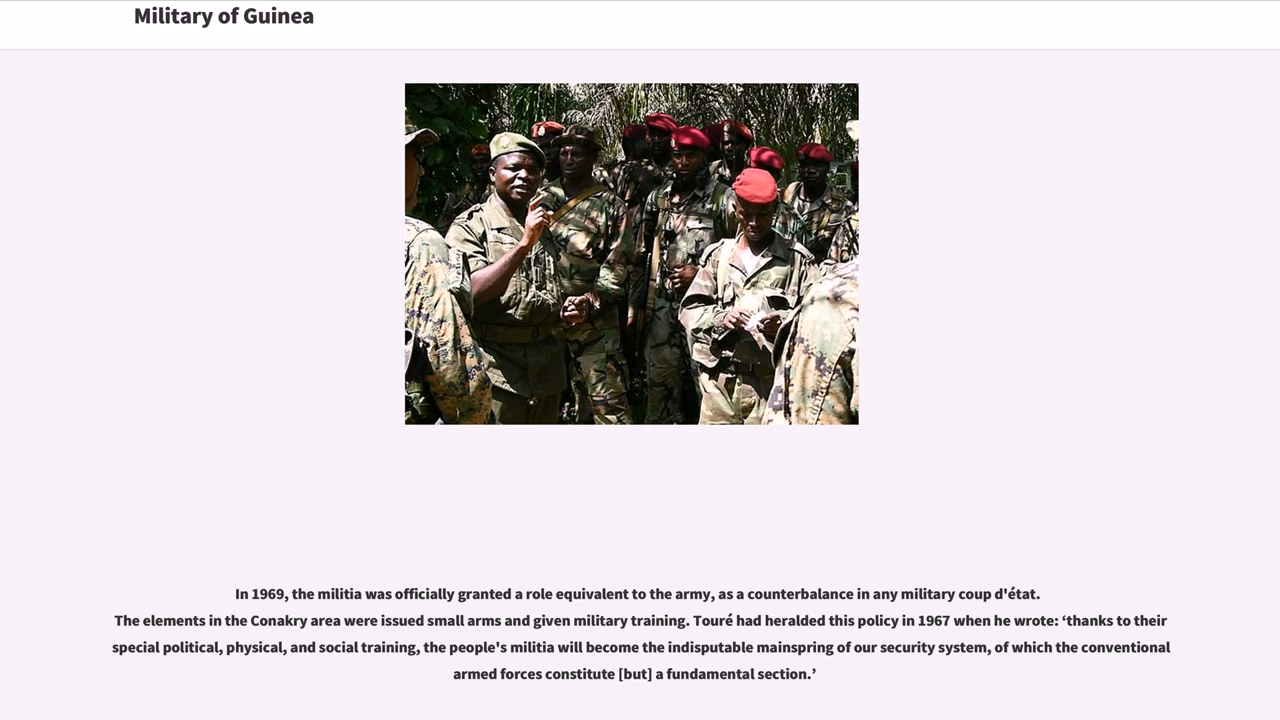 Military of Guinea
In 1969, the militia was officially granted a role equivalent to the army, as a counterbalance in any military coup d'état.
The elements in the Conakry area were issued small arms and given military training. Touré had heralded this policy in 1967 when he wrote: ‘thanks to their
special political, physical, and social training, the people's militia will become the indisputable mainspring of our security system, of which the conventional
armed forces constitute [but] a fundamental section.’